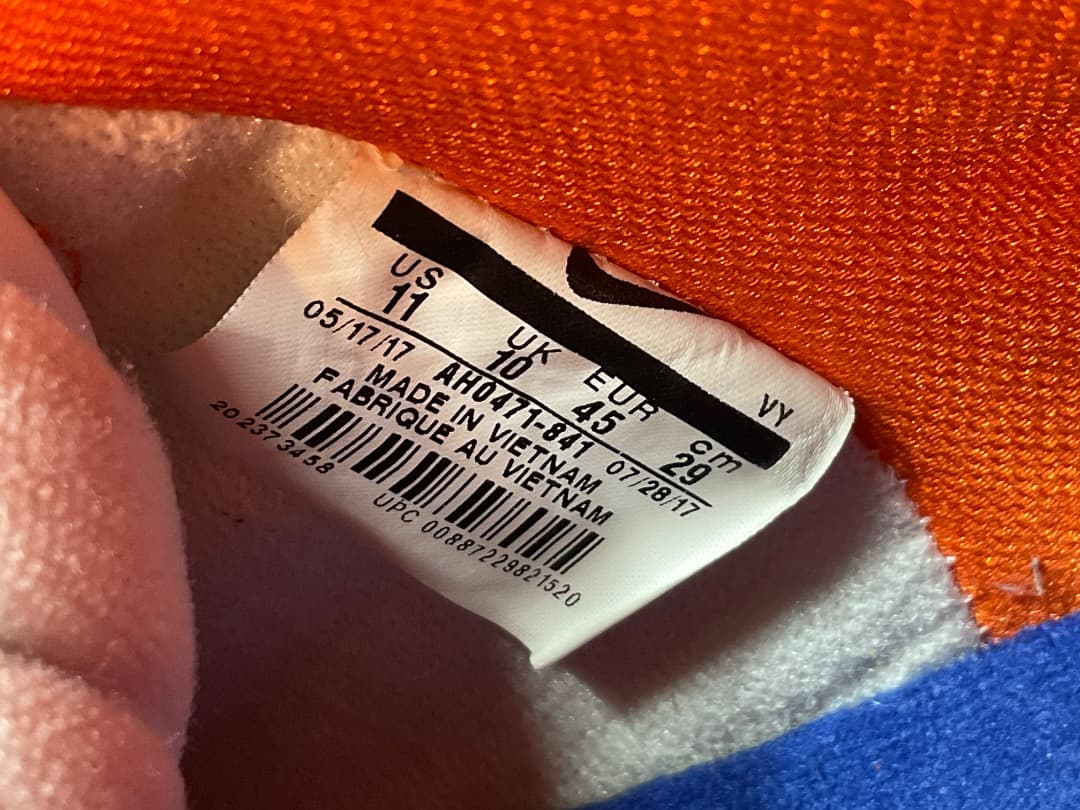 VY
US UK EUR cm
11 10 45 29
05/17/17 AH0471-841 07/28/17
MADE IN VIETNAM
FABRIQUE AU VIETNAM
202373458
UPC 00887229821520